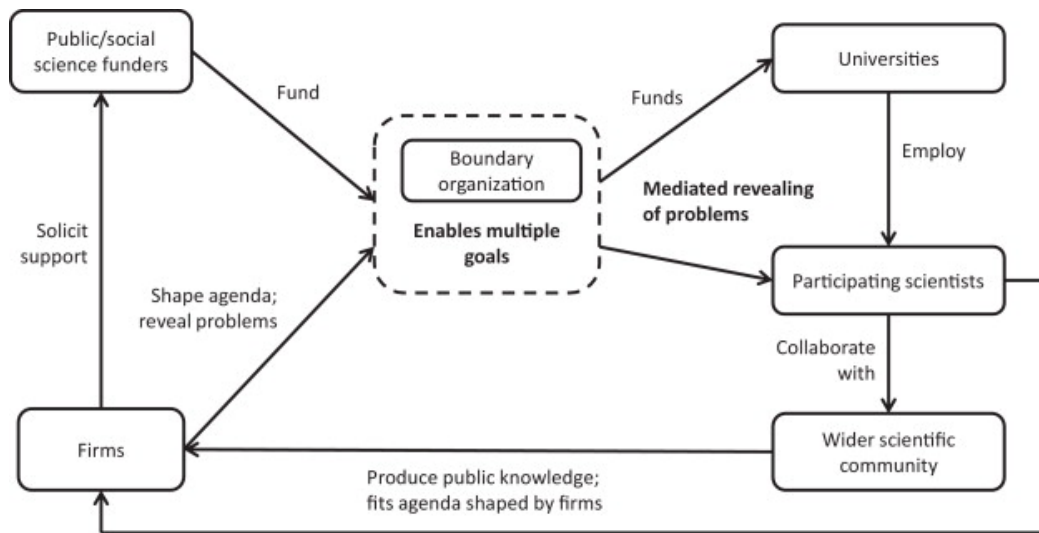 Public/social
science funders
Fund
Funds
Universities
Boundary
organization
Enables multiple
goals
Employ
Mediated revealing
of problems
Solicit
support
Shape agenda;
reveal problems
Participating scientists
Collaborate
with
Firms
Wider scientific
community
Produce public knowledge;
fits agenda shaped by firms